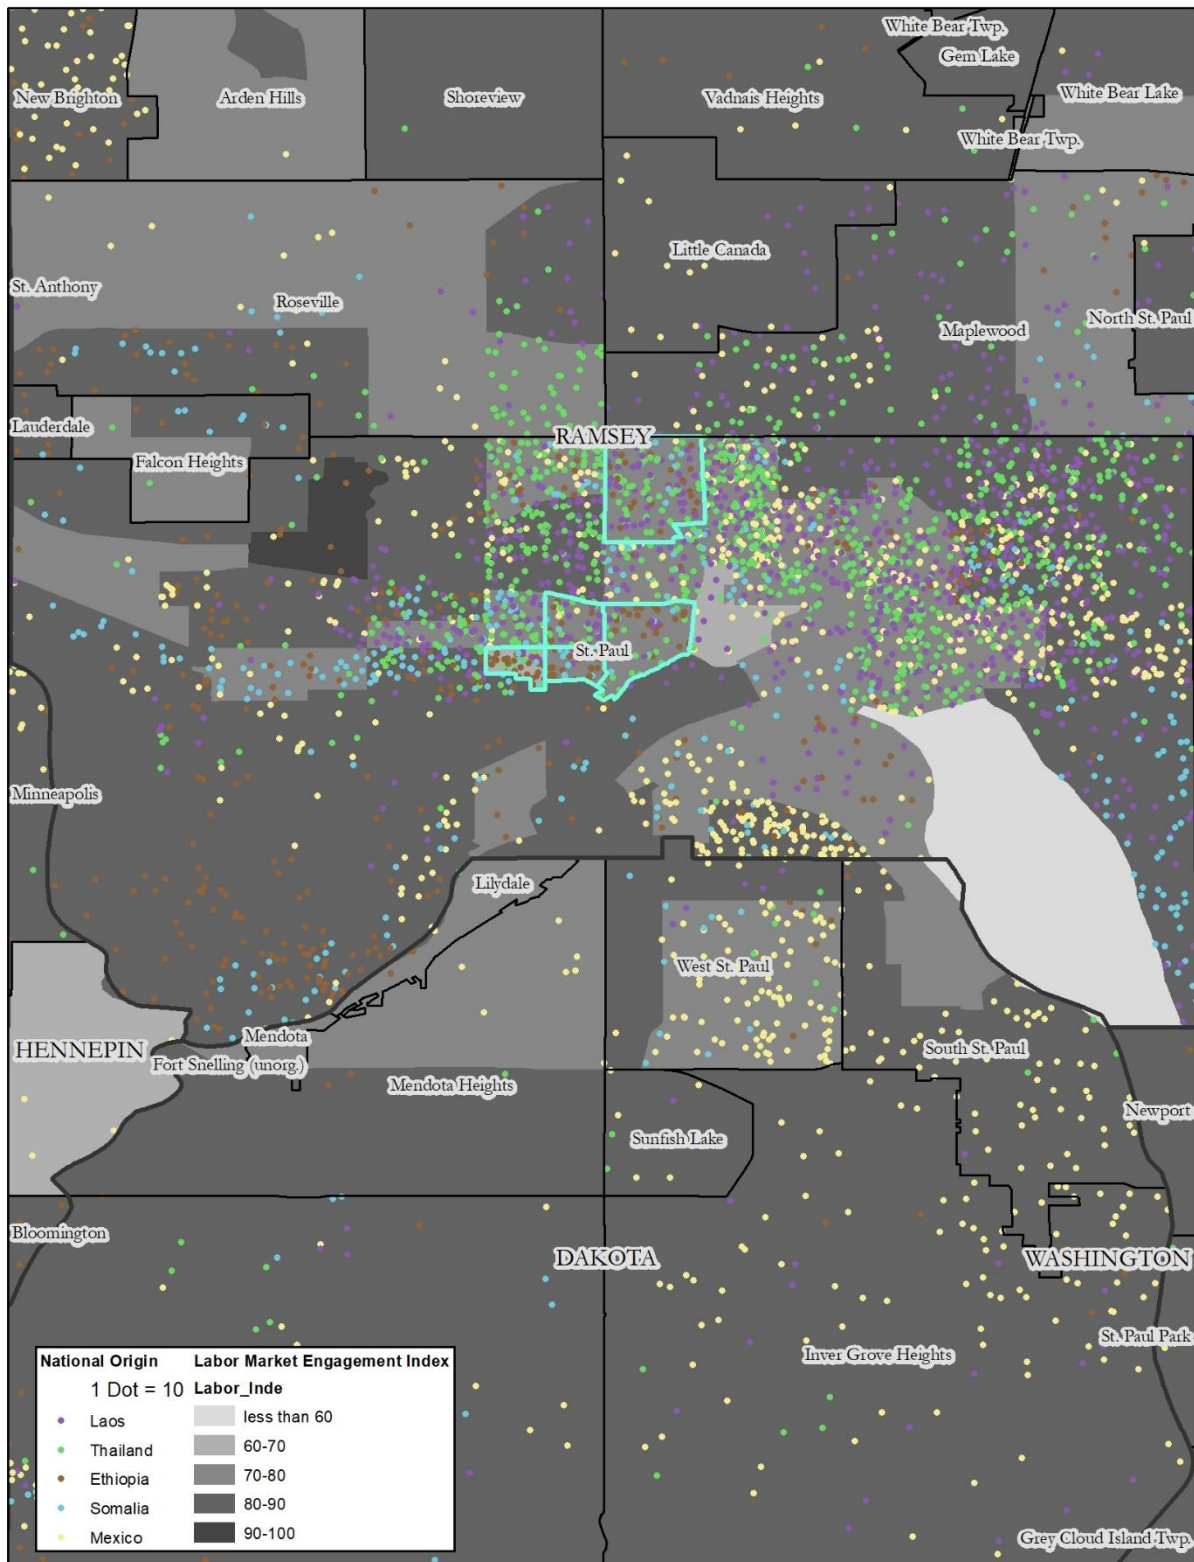 White Bear Twp.
Gem Lake
New Brighton
Arden Hills
Shoreview
Vadnais Heights
White Bear Lake
White Bear Twp.
Little Canada
St. Anthony
Roseville
Maplewood
North St. Paul
Lauderdale
RAMSEY
Falcon Heights
St. Paul
Minneapolis
Lilydale
West St. Paul
HENNEPIN
Mendota
Fort Snelling (unorg.)
South St. Paul
Mendota Heights
Newport
Sunfish Lake
Bloomington
DAKOTA
WASHINGTON
St. Paul Park
Inver Grove Heights
Grey Cloud Island Twp.
National Origin
1 Dot = 10
Laos
Thailand
Ethiopia
Somalia
Mexico
Labor Market Engagement Index
Labor_Inde
less than 60
60-70
70-80
80-90
90-100